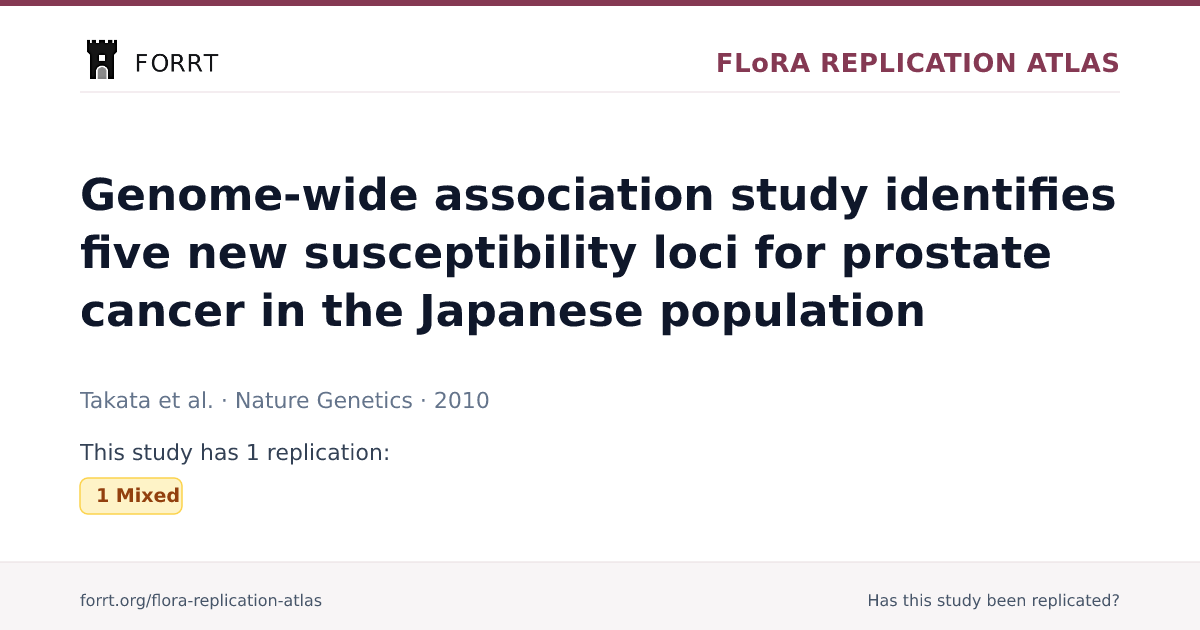 FORRT
FLoRA REPLICATION ATLAS
Genome-wide association study identifies
five new susceptibility loci for prostate
cancer in the Japanese population
Takata et al. · Nature Genetics · 2010
This study has 1 replication:
1 Mixed
forrt.org/flora-replication-atlas
Has this study been replicated?